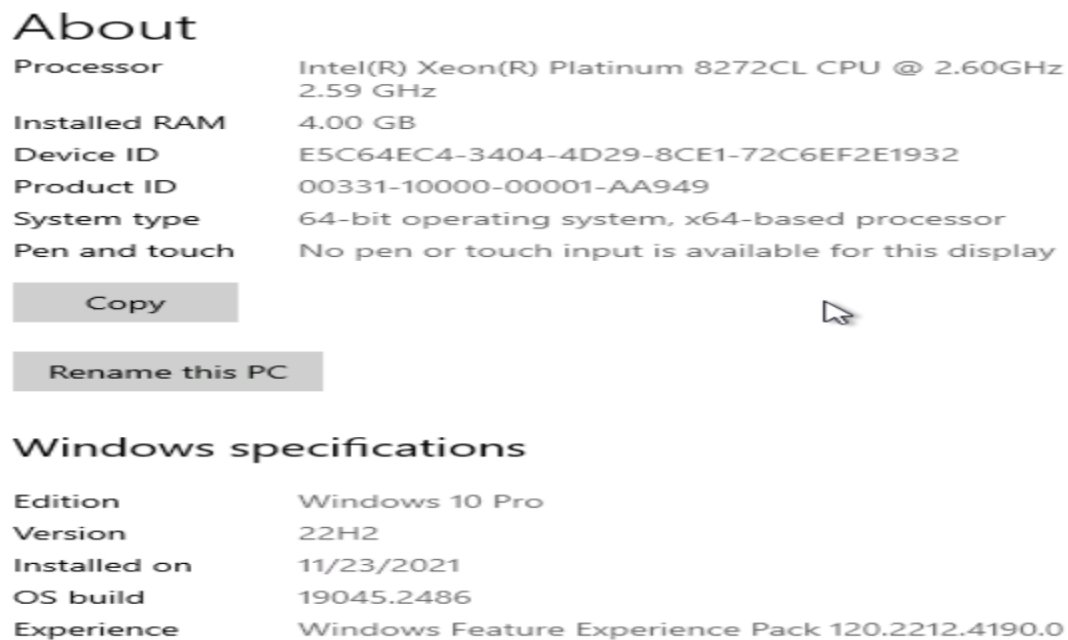 About
Processor Intel(R) Xeon(R) Platinum 8272CL CPU @ 2.60GHz
2.59 GHz
Installed RAM 4.00 GB
Device ID E5C64EC4-3404-4D29-8CE1-72C6EF2E1932
Product ID 00331-10000-00001-AA949
System type 64-bit operating system, x64-based processor
Pen and touch No pen or touch input is available for this display
Copy
Rename this PC
Windows specifications
Edition Windows 10 Pro
Version 22H2
Installed on 11/23/2021
OS build 19045.2486
Experience Windows Feature Experience Pack 120.2212.4190.0